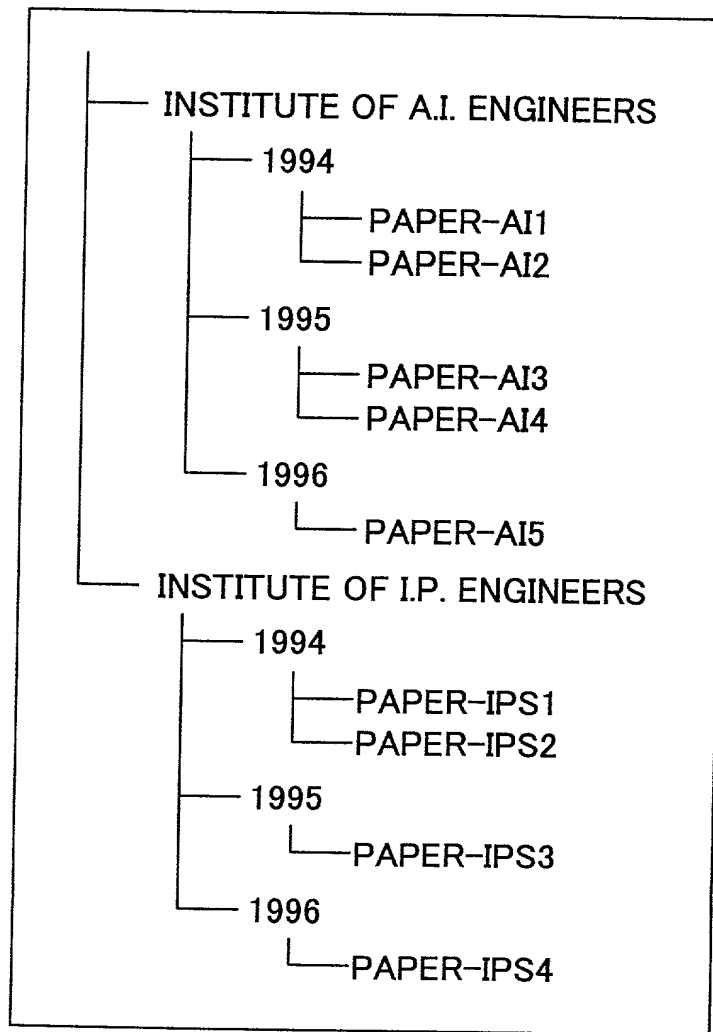 INSTITUTE OF A.I. ENGINEERS
1994
PAPER-AI1
PAPER-AI2
1995
PAPER-AI3
PAPER-AI4
1996
PAPER-AI5
INSTITUTE OF I.P. ENGINEERS
1994
PAPER-IPS1
PAPER-IPS2
1995
PAPER-IPS3
1996
PAPER-IPS4